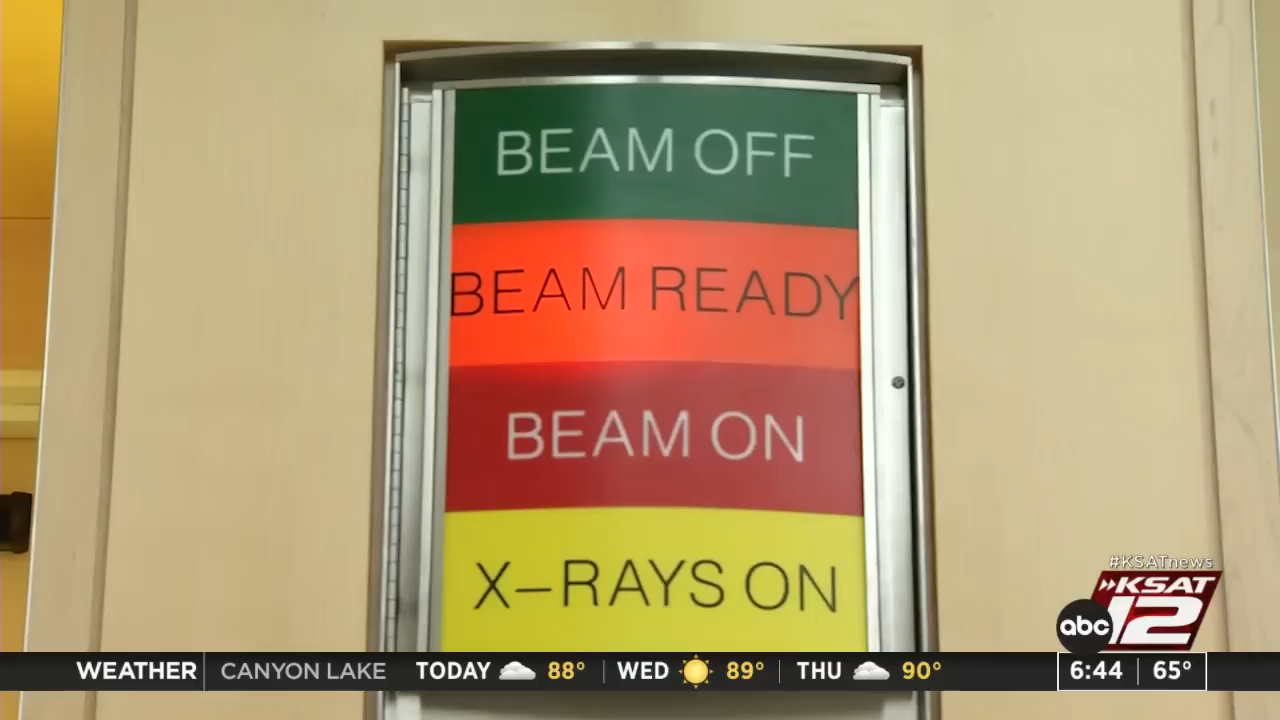 BEAM OFF
BEAM READY
BEAM ON
X-RAYS ON
#KSATnews
KSAT
abc 12
WEATHER CANYON LAKE TODAY 88° WED 89° THU 90° 6:44 65°